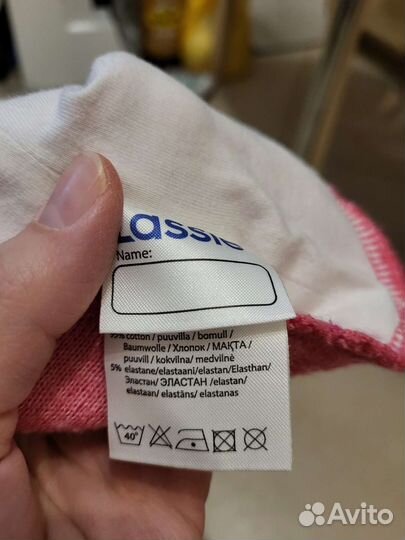 Lassie
Name:
95% cotton / puuvilla / bomull /
Baumwolle / Хлопок / МАҚТА /
puuvill / kokvilna / medvilnė
5% elastane/elastaani/elastan/Elasthan/
Эластан / ЭЛАСТАН /elastan/
elastaan/ elastāns/ elastanas
40°
Avito